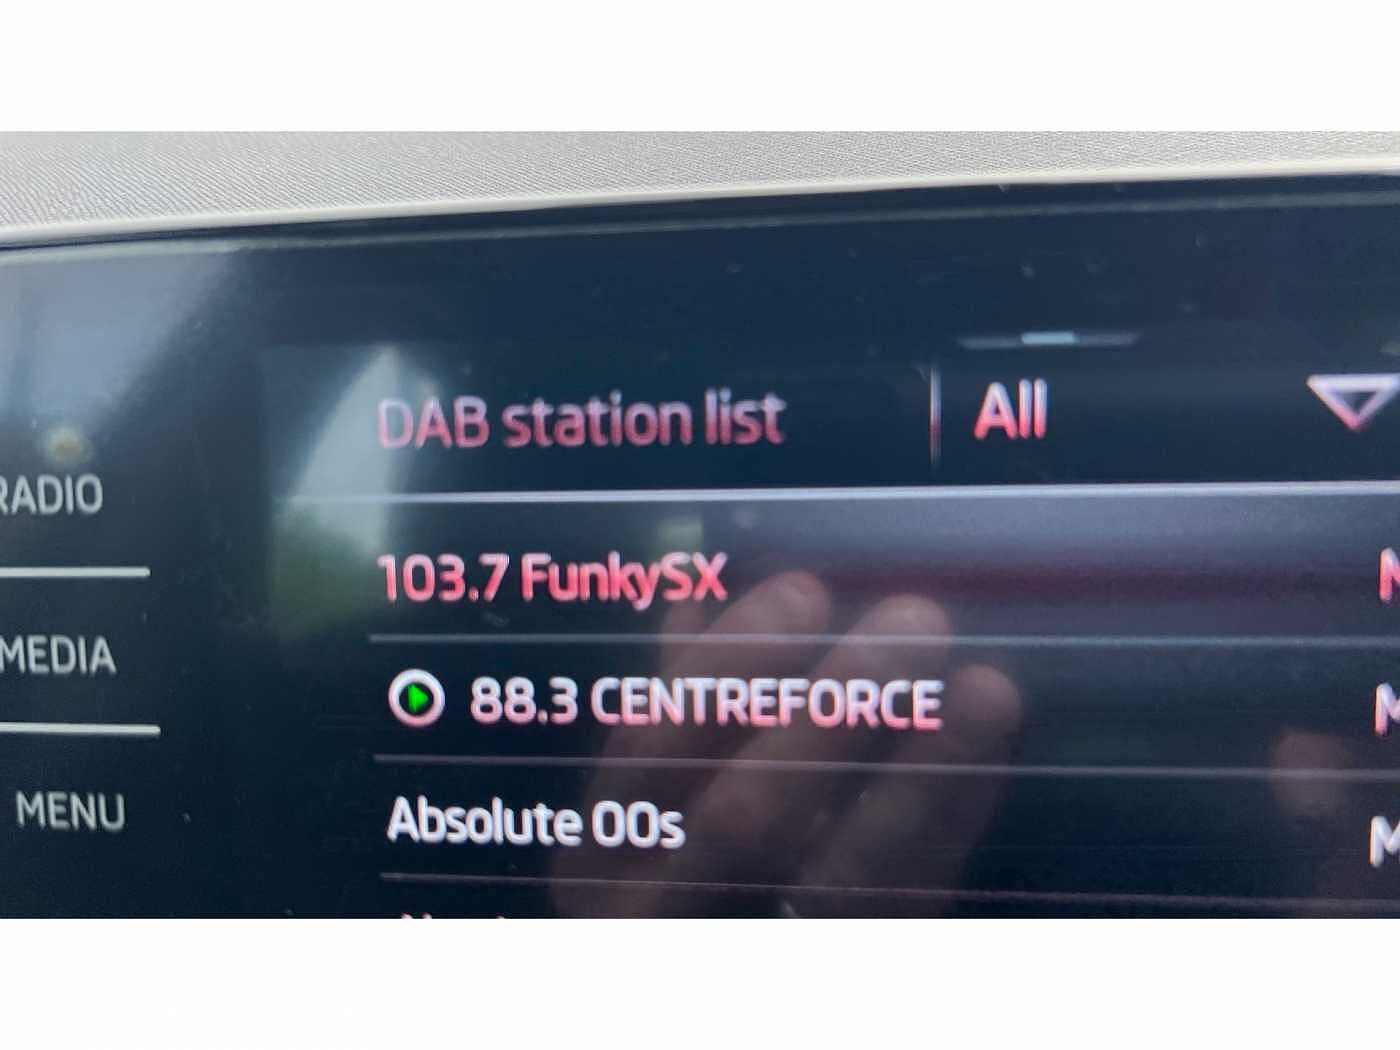 DAB station list
All
RADIO
103.7 FunkySX
MEDIA
88.3 CENTREFORCE
MENU
Absolute 00s